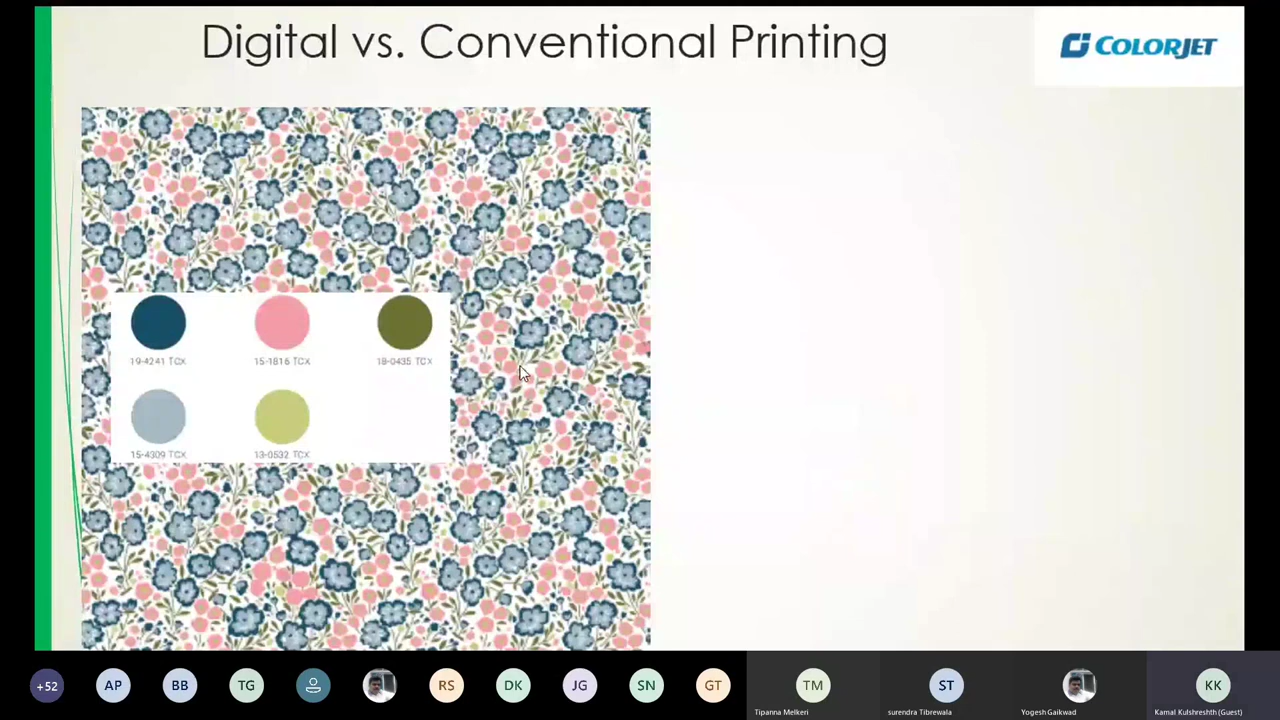 Digital vs. Conventional Printing
COLORJET
19-4241 TCX
15-1816 TCX
18-0435 TCX
15-4309 TCX
13-0532 TCX
+52
AP
BB
TG
RS
DK
JG
SN
GT
TM
ST
KK
Tipanna Melkeri
surendra Tibrewala
Yogesh Gaikwad
Kamal Kulshreshth (Guest)